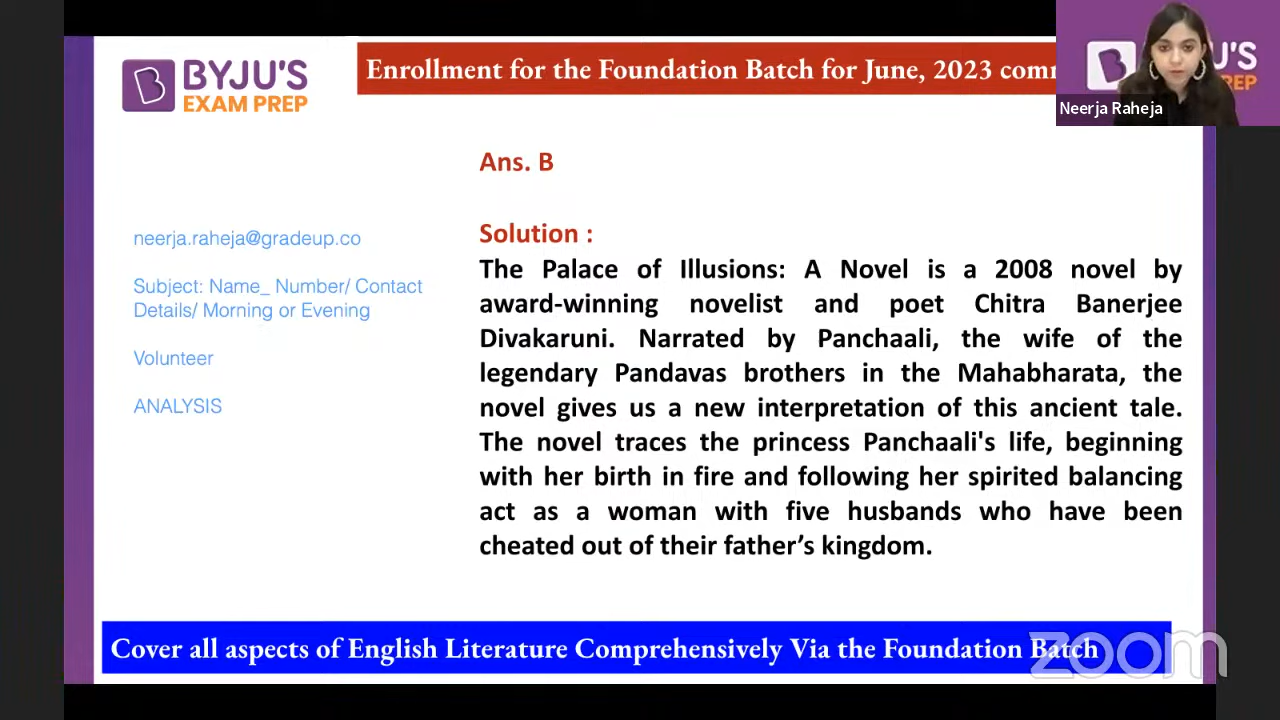 BYJU'S
EXAM PREP
Enrollment for the Foundation Batch for June, 2023
Neerja Raheja
Ans. B
neerja.raheja@gradeup.co
Subject: Name_ Number/ Contact
Details/ Morning or Evening
Volunteer
ANALYSIS
Solution :
The Palace of Illusions: A Novel is a 2008 novel by
award-winning novelist and poet Chitra Banerjee
Divakaruni. Narrated by Panchaali, the wife of the
legendary Pandavas brothers in the Mahabharata, the
novel gives us a new interpretation of this ancient tale.
The novel traces the princess Panchaali's life, beginning
with her birth in fire and following her spirited balancing
act as a woman with five husbands who have been
cheated out of their father’s kingdom.
Cover all aspects of English Literature Comprehensively Via the Foundation Batch
zoom